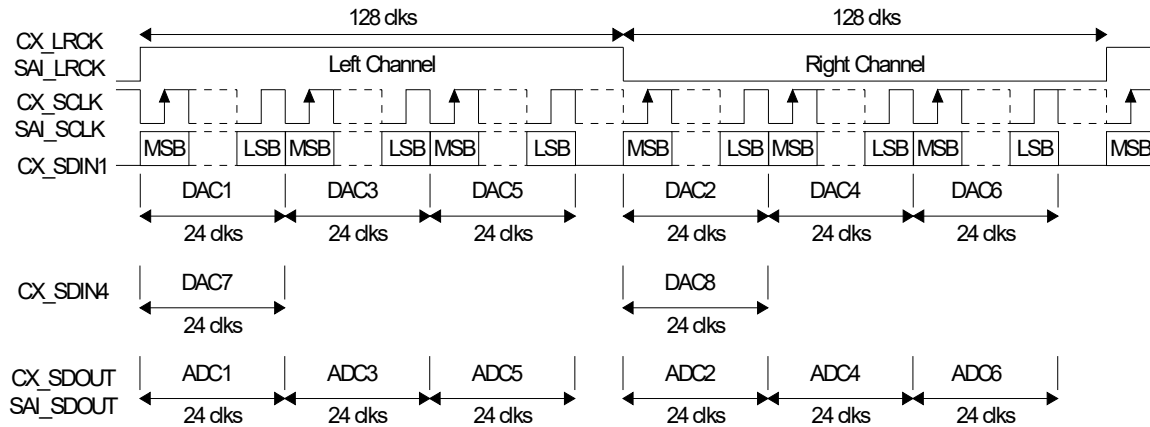 128 clks 128 clks
CX_LRCK
SAI_LRCK Left Channel Right Channel
CX_SCLK
SAI_SCLK
MSB LSB MSB LSB MSB LSB MSB LSB MSB LSB MSB LSB MSB
CX_SDIN1
DAC1 DAC3 DAC5 DAC2 DAC4 DAC6
24 clks 24 clks 24 clks 24 clks 24 clks 24 clks
DAC7 DAC8
CX_SDIN4
24 clks 24 clks
ADC1 ADC3 ADC5 ADC2 ADC4 ADC6
CX_SDOUT
SAI_SDOUT
24 clks 24 clks 24 clks 24 clks 24 clks 24 clks